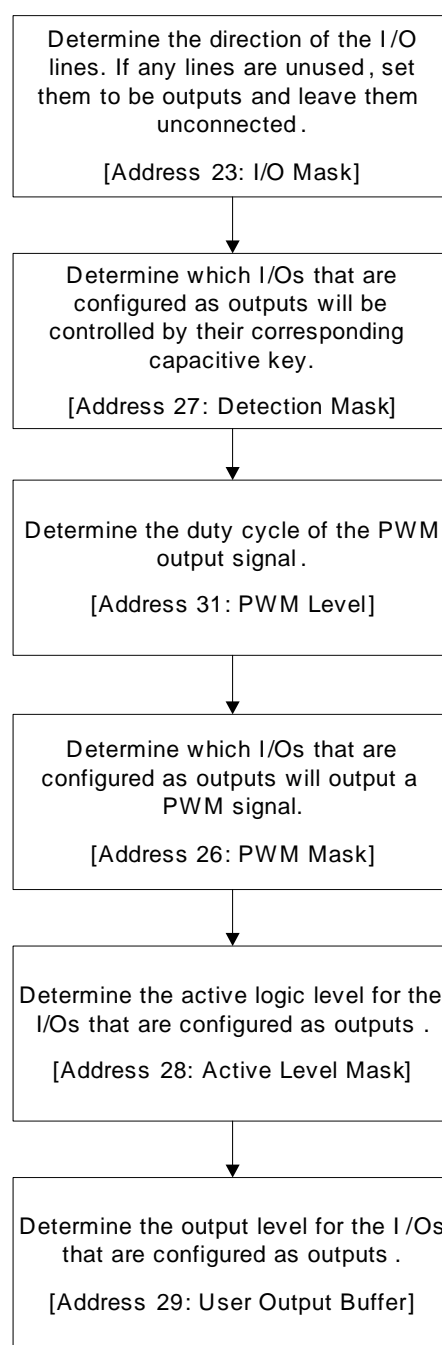 Determine the direction of the I/O
lines. If any lines are unused, set
them to be outputs and leave them
unconnected.
[Address 23: I/O Mask]
Determine which I/Os that are
configured as outputs will be
controlled by their corresponding
capacitive key.
[Address 27: Detection Mask]
Determine the duty cycle of the PWM
output signal.
[Address 31: PWM Level]
Determine which I/Os that are
configured as outputs will output a
PWM signal.
[Address 26: PWM Mask]
Determine the active logic level for the
I/Os that are configured as outputs.
[Address 28: Active Level Mask]
Determine the output level for the I/Os
that are configured as outputs.
[Address 29: User Output Buffer]